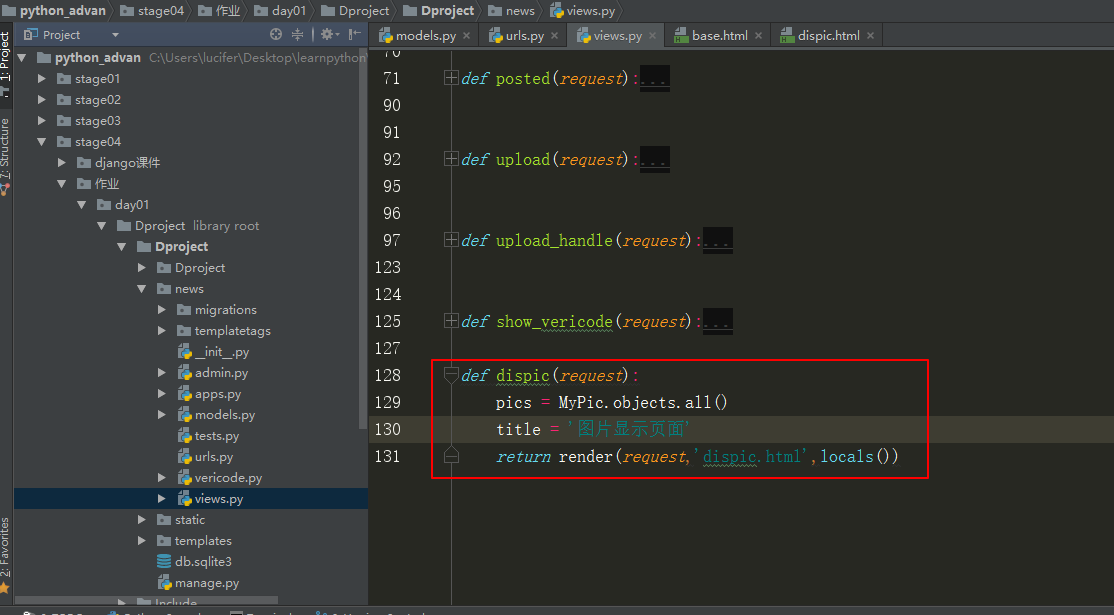 python_advan stage04 作业 day01 Dproject Dproject news views.py
Project
models.py urls.py views.py base.html dispic.html
1: Project
7: Structure
2: Favorites
python_advan C:\Users\lucifer\Desktop\learnpython
stage01
stage02
stage03
stage04
django课件
作业
day01
Dproject library root
Dproject
Dproject
news
migrations
templatetags
__init__.py
admin.py
apps.py
models.py
tests.py
urls.py
vericode.py
views.py
static
templates
db.sqlite3
manage.py
Include
70
71 def posted(request):...
90
91
92 def upload(request):...
95
96
97 def upload_handle(request):...
123
124
125 def show_vericode(request):...
127
128 def dispic(request):
129 pics = MyPic.objects.all()
130 title = '图片显示页面'
131 return render(request,'dispic.html',locals())